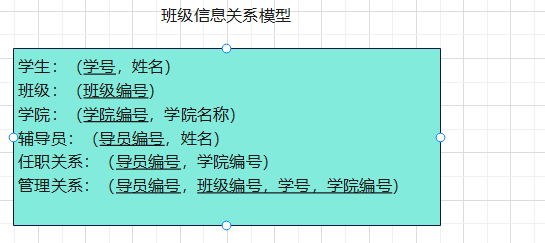 班级信息关系模型
学生：（学号，姓名）
班级：（班级编号）
学院：（学院编号，学院名称）
辅导员：（导员编号，姓名）
任职关系：（导员编号，学院编号）
管理关系：（导员编号，班级编号，学号，学院编号）